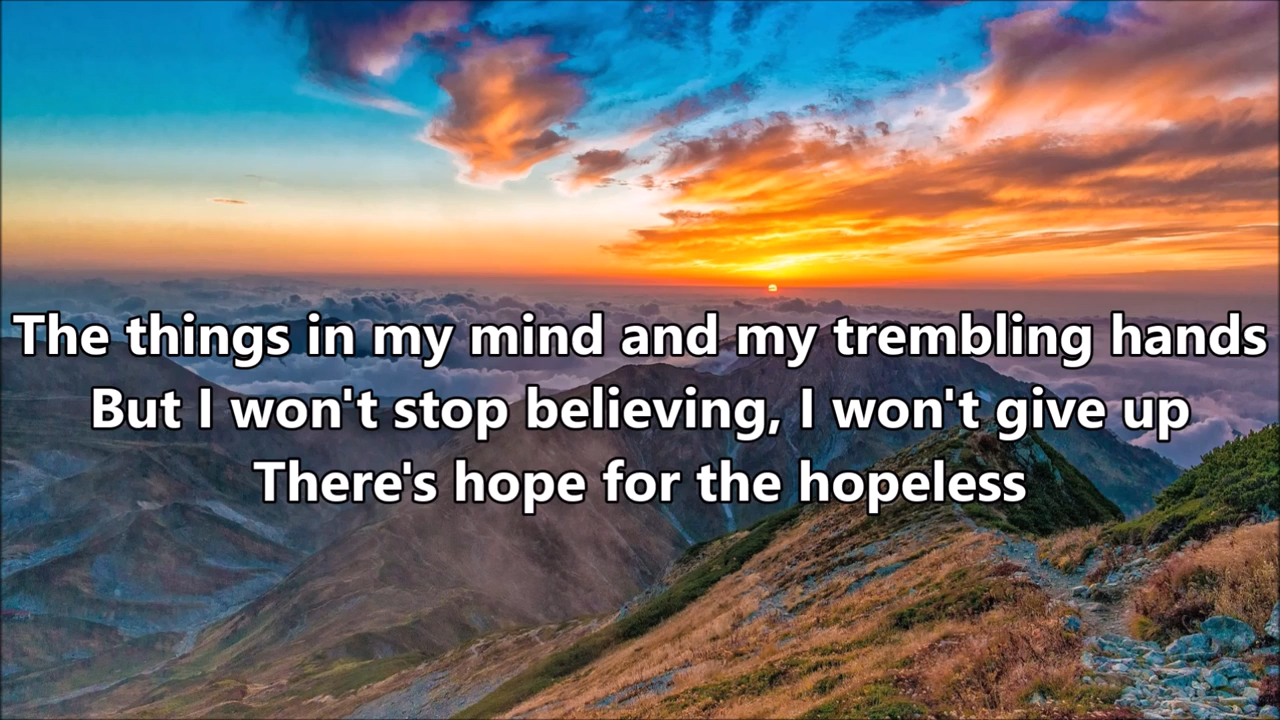 The things in my mind and my trembling hands
But I won't stop believing, I won't give up
There's hope for the hopeless